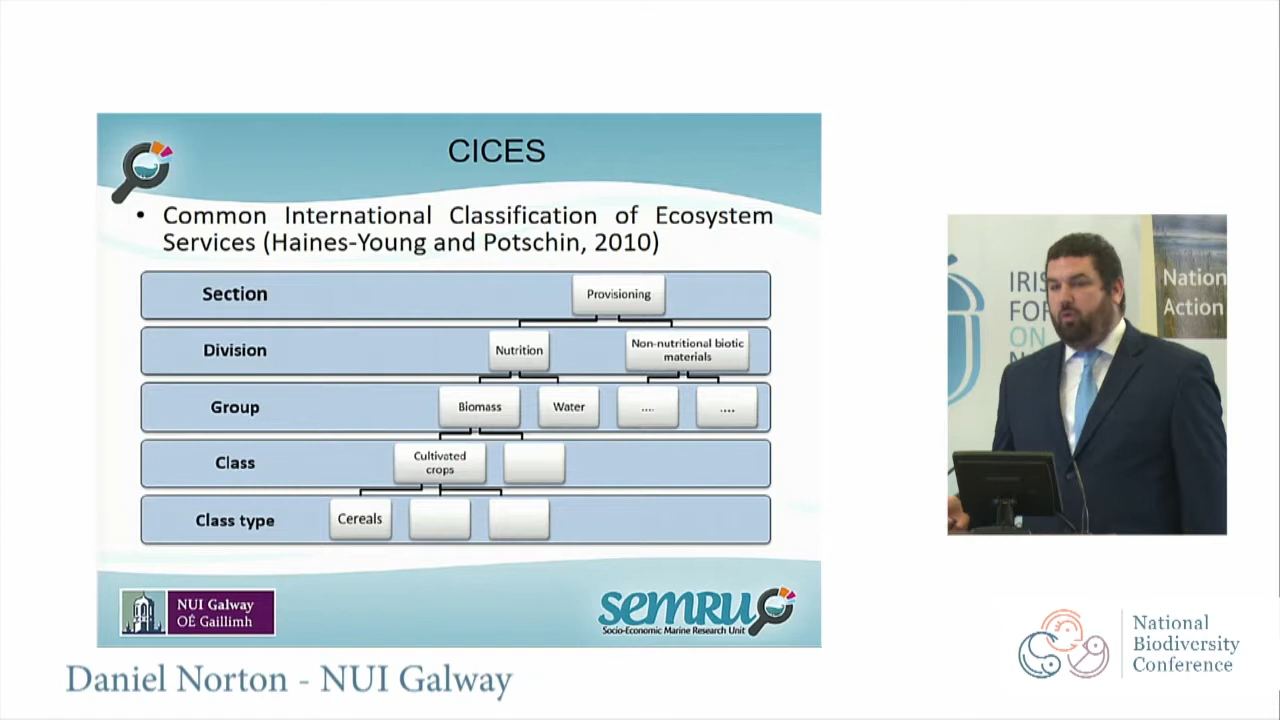 CICES
• Common International Classification of Ecosystem
Services (Haines-Young and Potschin, 2010)
Section
Provisioning
Division
Nutrition
Non-nutritional biotic
materials
Group
Biomass
Water
....
....
Class
Cultivated
crops
Class type
Cereals
NUI Galway
OÉ Gaillimh
semru
Socio-Economic Marine Research Unit
IRIS
FOR
ON
N
Nation
Action
Daniel Norton - NUI Galway
National
Biodiversity
Conference